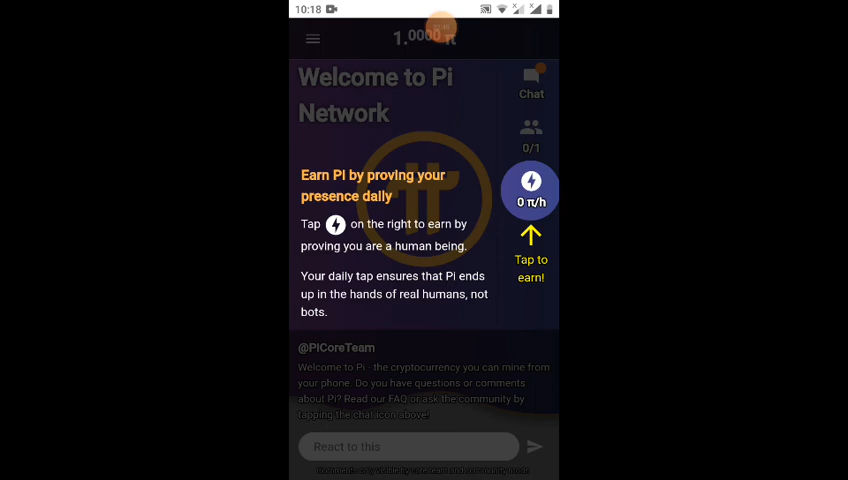 10:18
1.0000 π
Welcome to Pi
Network
Chat
0/1
Earn Pi by proving your
presence daily
Tap on the right to earn by
proving you are a human being.
0 π/h
Tap to
earn!
Your daily tap ensures that Pi ends
up in the hands of real humans, not
bots.
@PiCoreTeam
Welcome to Pi - the cryptocurrency you can mine from
your phone. Do you have questions or comments
about Pi? Read our FAQ or ask the community by
tapping the chat icon above!
React to this